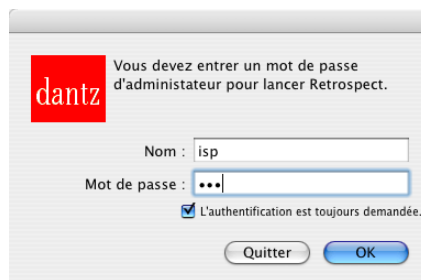 Vous devez entrer un mot de passe
d'administateur pour lancer Retrospect.
dantz
Nom : isp
Mot de passe : •••
L'authentification est toujours demandée.
Quitter OK